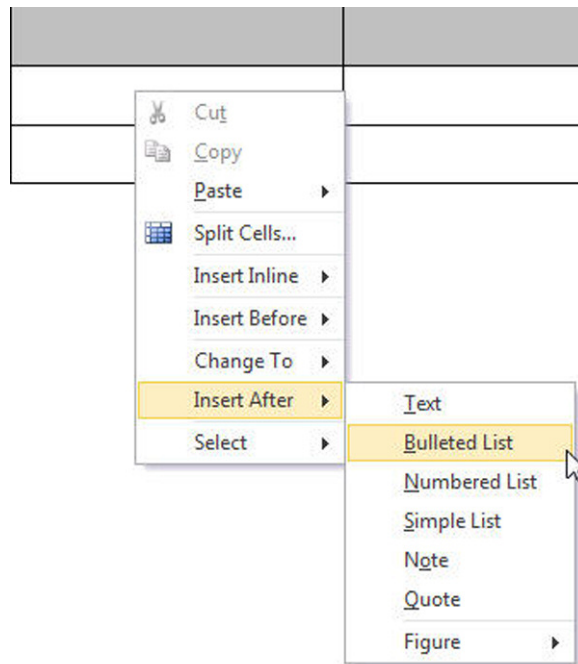 Cut
Copy
Paste
Split Cells...
Insert Inline
Insert Before
Change To
Insert After
Select
Text
Bulleted List
Numbered List
Simple List
Note
Quote
Figure